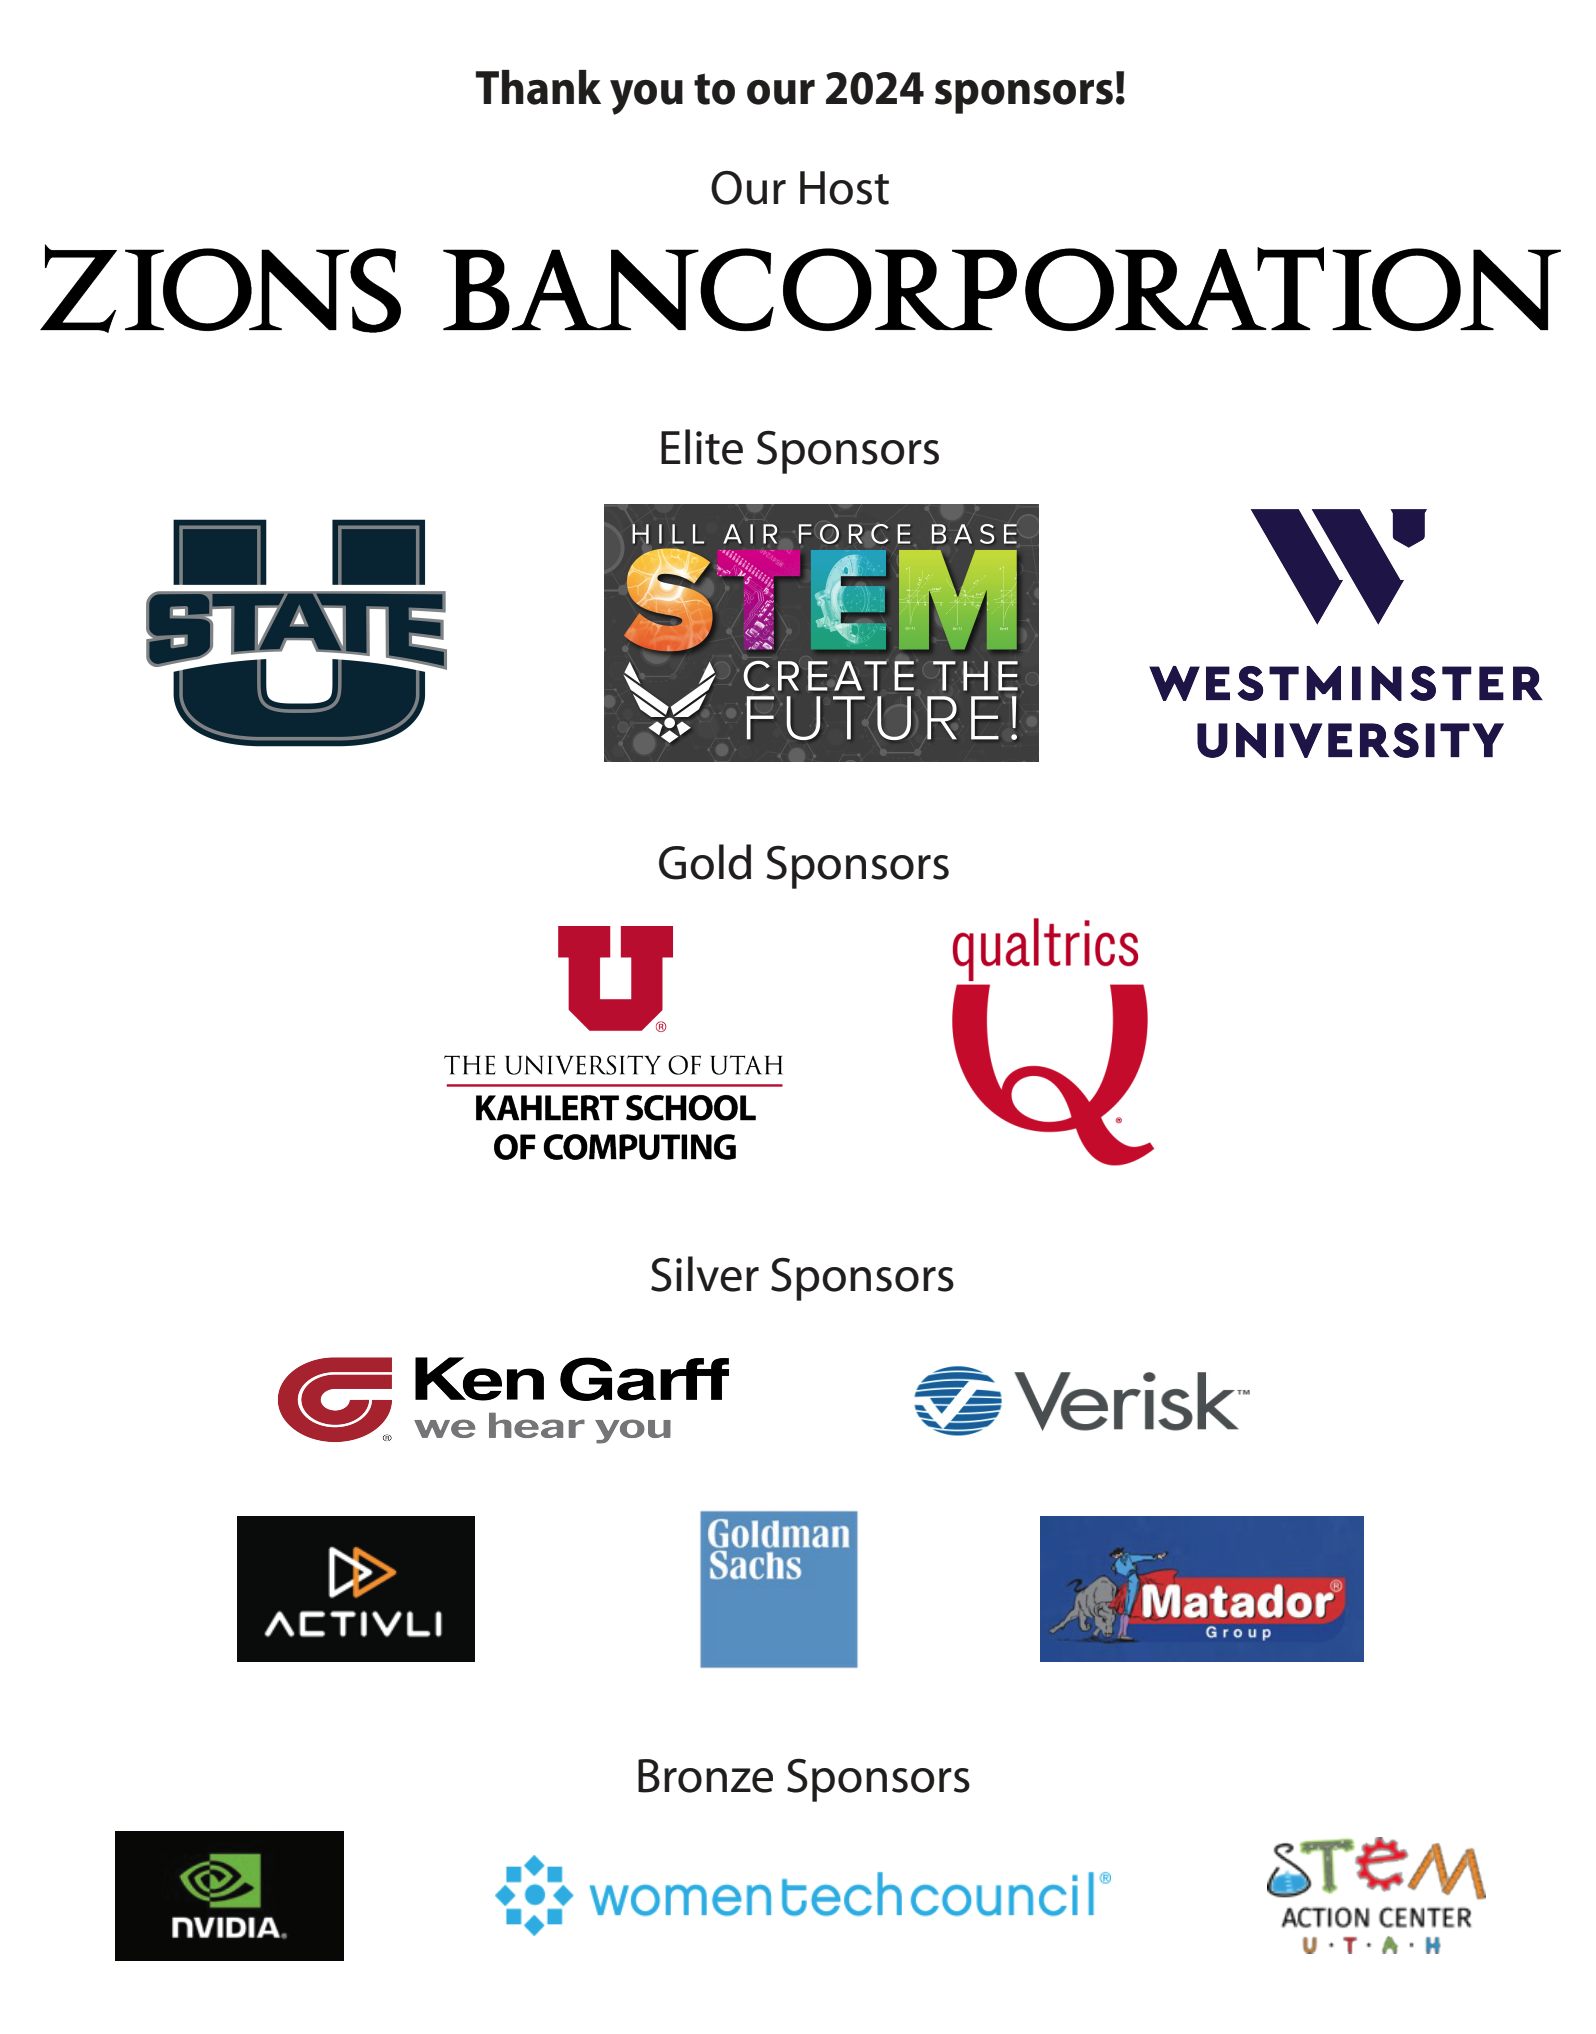 Thank you to our 2024 sponsors!
Our Host
ZIONS BANCORPORATION
Elite Sponsors
U
STATE
HILL AIR FORCE BASE
STEM
CREATE THE
FUTURE!
W
WESTMINSTER
UNIVERSITY
Gold Sponsors
U®
THE UNIVERSITY OF UTAH
KAHLERT SCHOOL
OF COMPUTING
qualtrics
Q®
Silver Sponsors
Ken Garff
we hear you
®
Verisk™
ACTIVLI
Goldman
Sachs
Matador®
Group
Bronze Sponsors
NVIDIA.
womentechcouncil®
STEM
ACTION CENTER
U·T·A·H